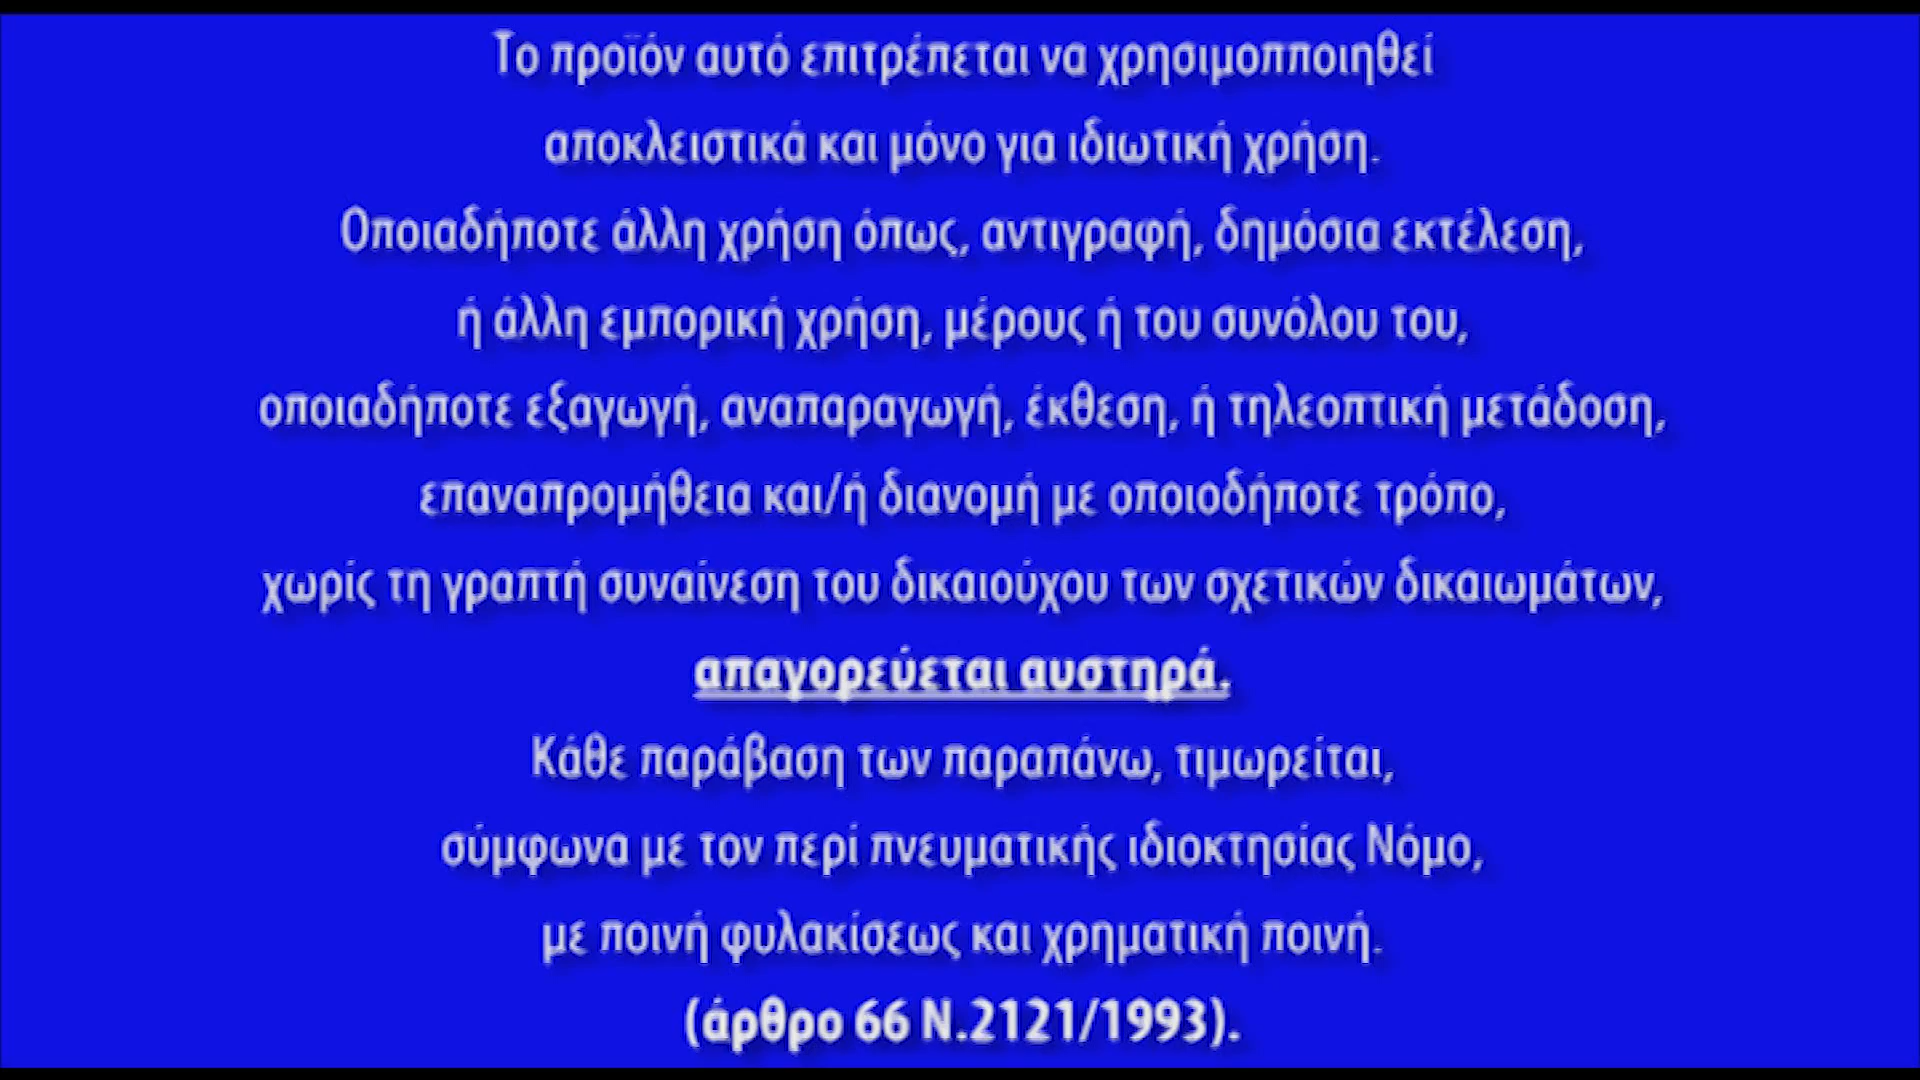 Το προϊόν αυτό επιτρέπεται να χρησιμοπποιηθεί
αποκλειστικά και μόνο για ιδιωτική χρήση.
Οποιαδήποτε άλλη χρήση όπως, αντιγραφή, δημόσια εκτέλεση,
ή άλλη εμπορική χρήση, μέρους ή του συνόλου του,
οποιαδήποτε εξαγωγή, αναπαραγωγή, έκθεση, ή τηλεοπτική μετάδοση,
επαναπρομήθεια και/ή διανομή με οποιοδήποτε τρόπο,
χωρίς τη γραπτή συναίνεση του δικαιούχου των σχετικών δικαιωμάτων,
απαγορεύεται αυστηρά.
Κάθε παράβαση των παραπάνω, τιμωρείται,
σύμφωνα με τον περί πνευματικής ιδιοκτησίας Νόμο,
με ποινή φυλακίσεως και χρηματική ποινή.
(άρθρο 66 Ν.2121/1993).